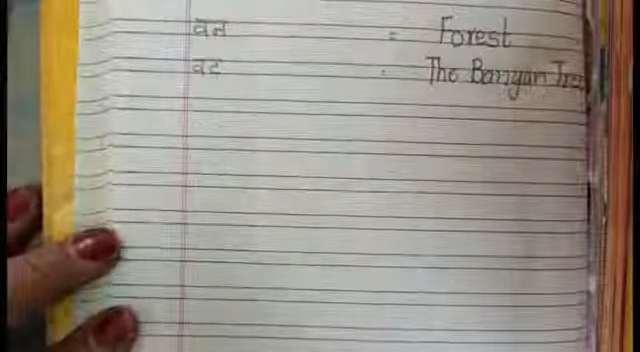 वन = Forest
वट : The Banyan Tree